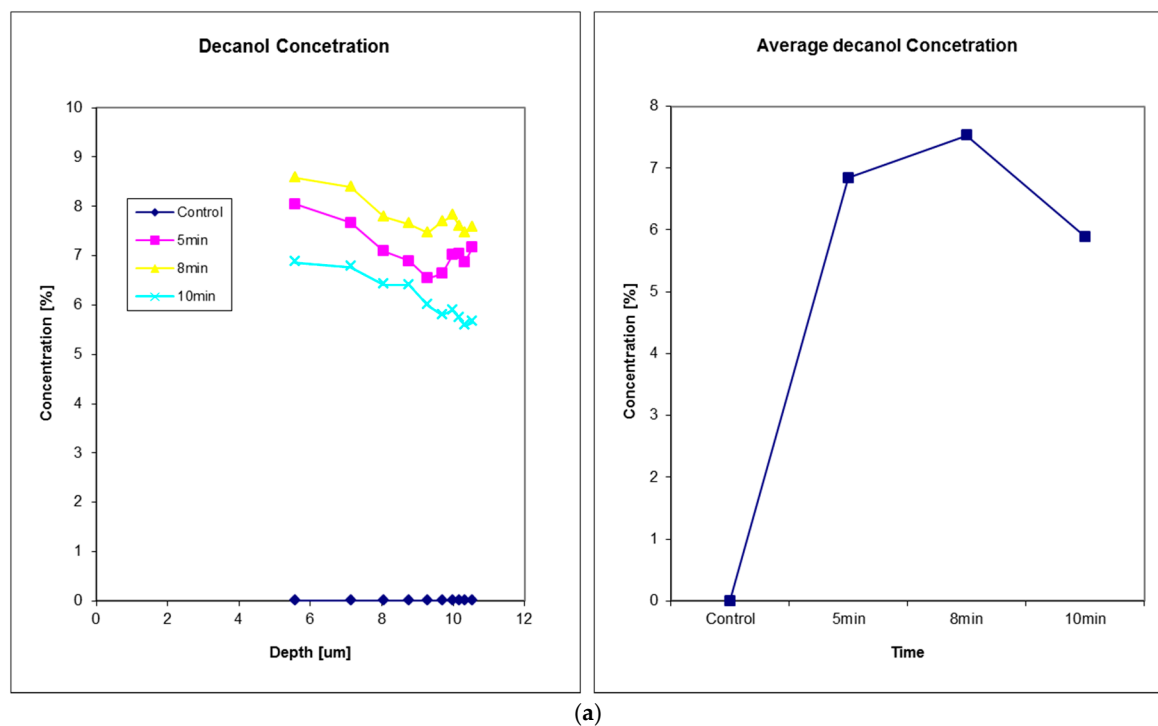 Decanol Concetration
10
9
8
7
6
5
4
3
2
1
0
Concentration [%]
Control
5min
8min
10min
0 2 4 6 8 10 12
Depth [um]
Average decanol Concetration
8
7
6
5
4
3
2
1
0
Concentration [%]
Control 5min 8min 10min
Time
(a)